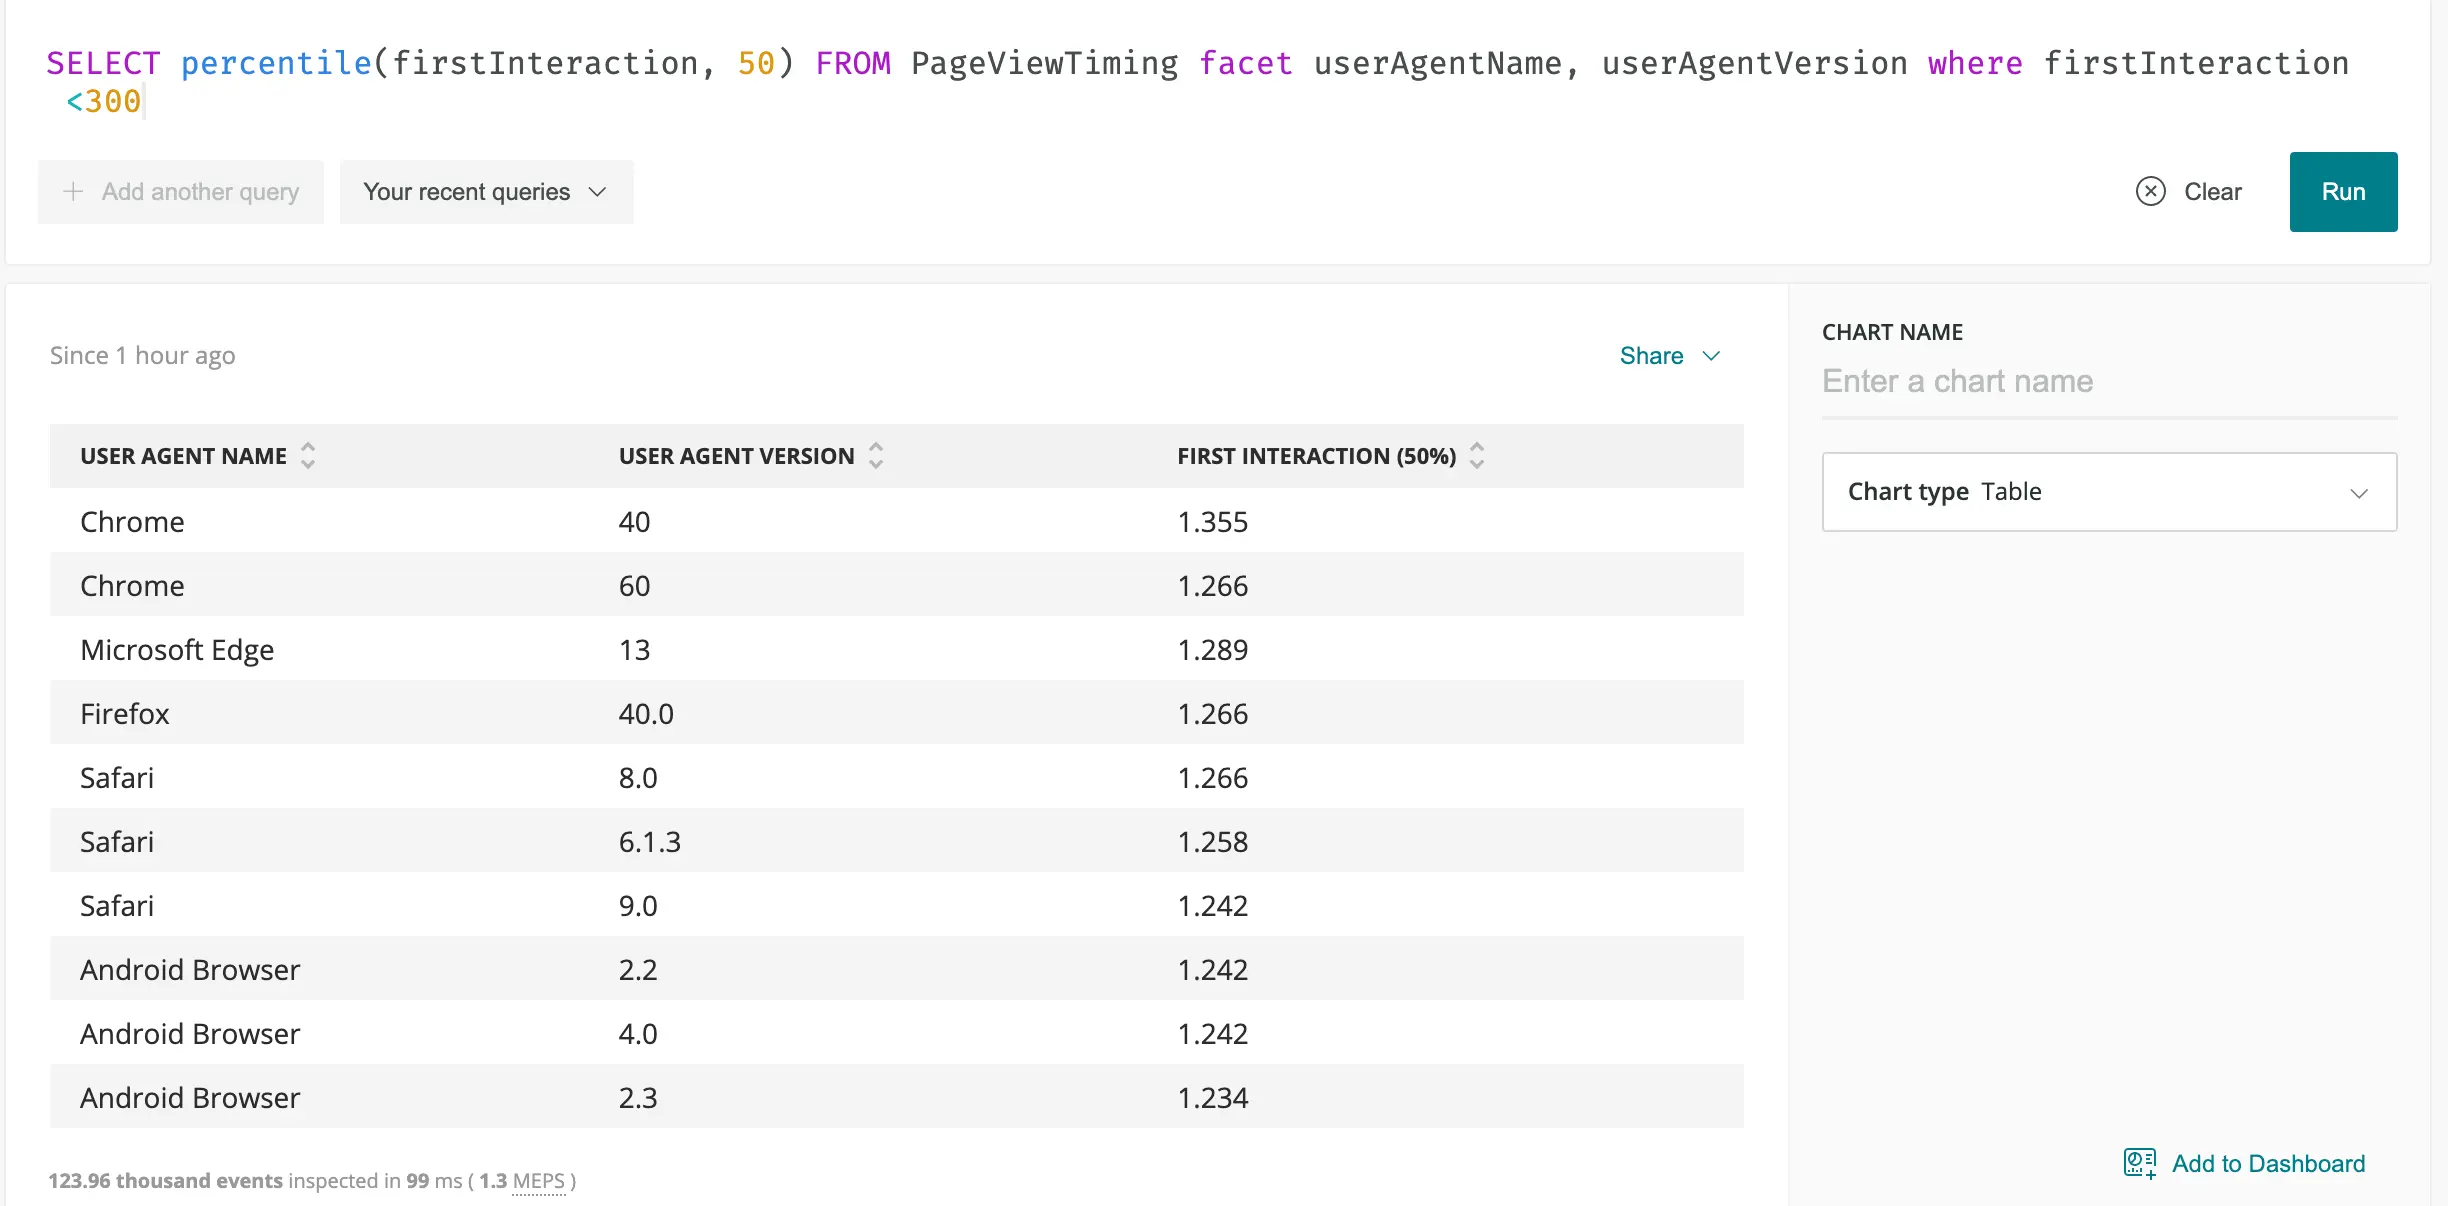 SELECT percentile(firstInteraction, 50) FROM PageViewTiming facet userAgentName, userAgentVersion where firstInteraction
<300
Add another query
Your recent queries
Clear
Run
Since 1 hour ago
Share
CHART NAME
Enter a chart name
Chart type Table
USER AGENT NAME USER AGENT VERSION FIRST INTERACTION (50%)
Chrome 40 1.355
Chrome 60 1.266
Microsoft Edge 13 1.289
Firefox 40.0 1.266
Safari 8.0 1.266
Safari 6.1.3 1.258
Safari 9.0 1.242
Android Browser 2.2 1.242
Android Browser 4.0 1.242
Android Browser 2.3 1.234
123.96 thousand events inspected in 99 ms ( 1.3 MEPS )
Add to Dashboard